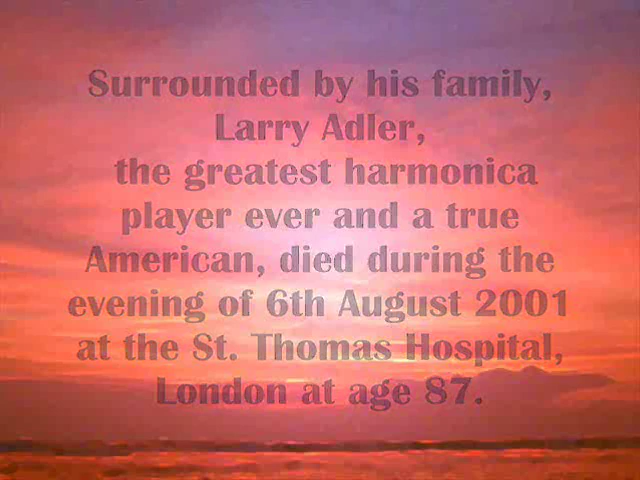 Surrounded by his family,
Larry Adler,
the greatest harmonica
player ever and a true
American, died during the
evening of 6th August 2001
at the St. Thomas Hospital,
London at age 87.